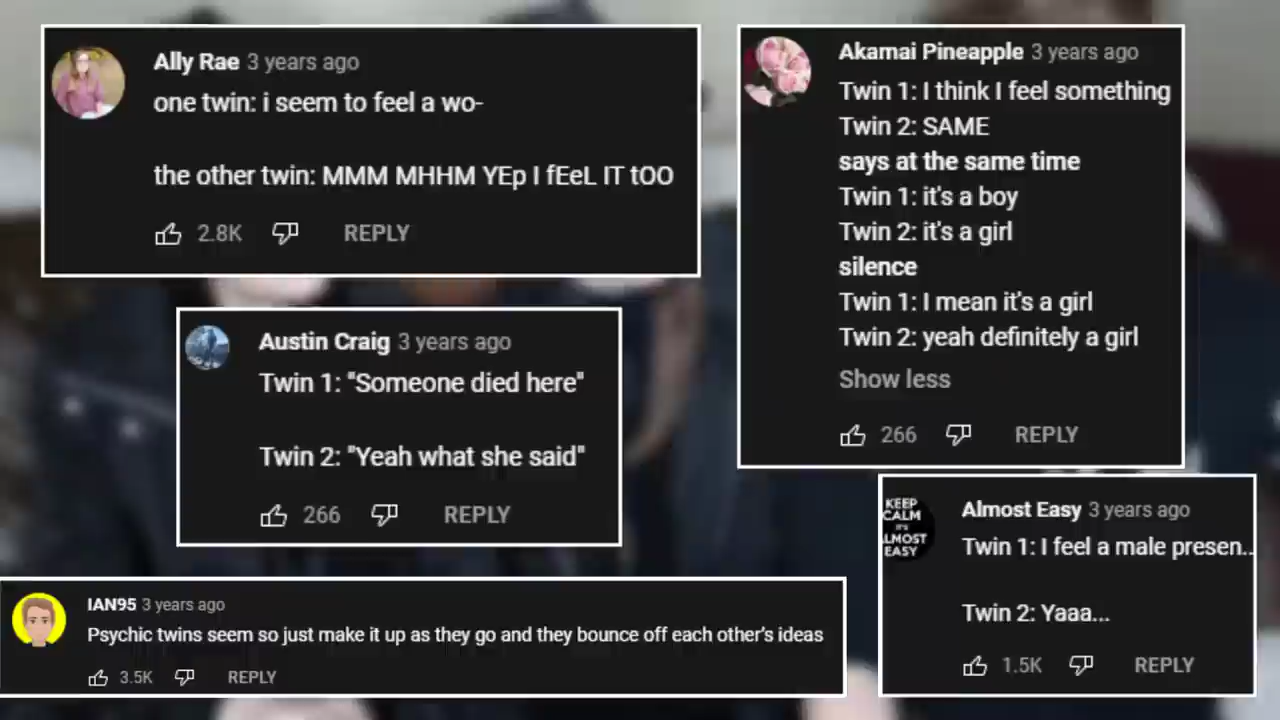 Ally Rae 3 years ago
one twin: i seem to feel a wo-
the other twin: MMM MHHM YEp I fEeL IT tOO
2.8K REPLY
Akamai Pineapple 3 years ago
Twin 1: I think I feel something
Twin 2: SAME
says at the same time
Twin 1: it's a boy
Twin 2: it's a girl
silence
Twin 1: I mean it's a girl
Twin 2: yeah definitely a girl
Show less
266 REPLY
Austin Craig 3 years ago
Twin 1: "Someone died here"
Twin 2: "Yeah what she said"
266 REPLY
KEEP
CALM
IT'S
ALMOST
EASY
Almost Easy 3 years ago
Twin 1: I feel a male presen..
Twin 2: Yaaa...
1.5K REPLY
IAN95 3 years ago
Psychic twins seem so just make it up as they go and they bounce off each other's ideas
3.5K REPLY